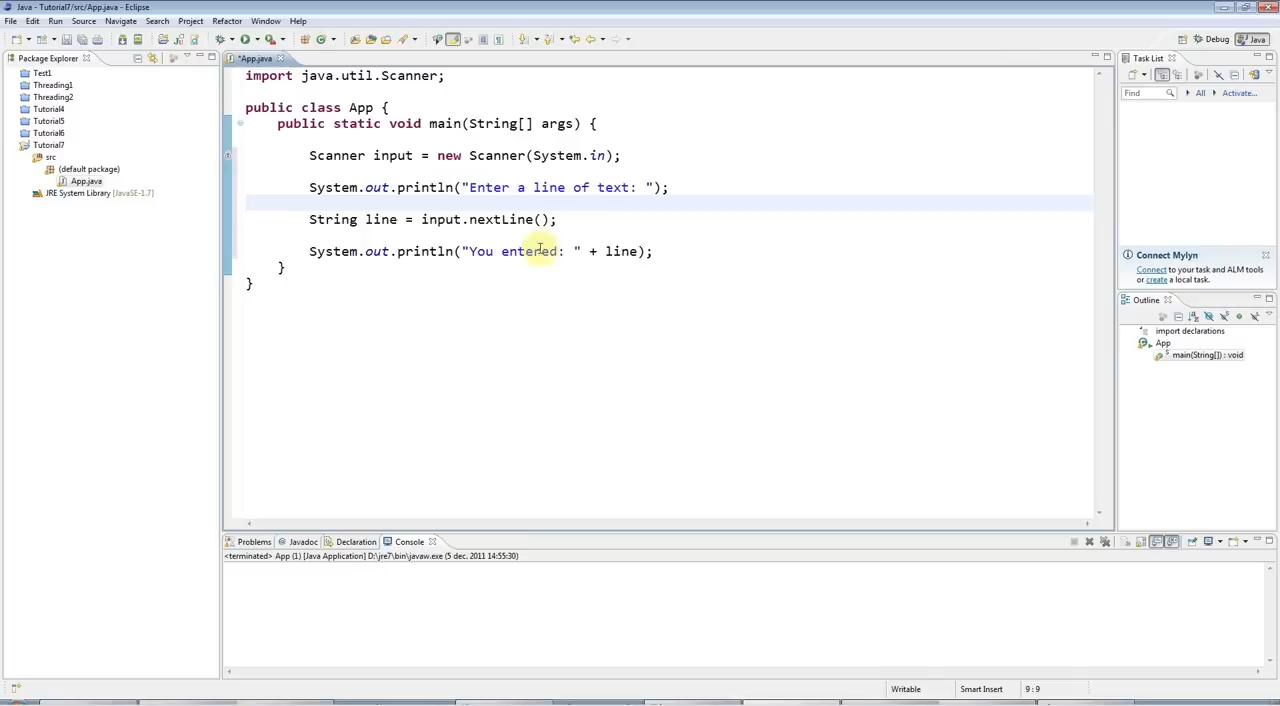 Java - Tutorial7/src/App.java - Eclipse
File Edit Run Source Navigate Search Project Refactor Window Help
Debug Java
Package Explorer
Test1
Threading1
Threading2
Tutorial4
Tutorial5
Tutorial6
Tutorial7
src
(default package)
App.java
JRE System Library [JavaSE-1.7]
*App.java
import java.util.Scanner;
public class App {
public static void main(String[] args) {
Scanner input = new Scanner(System.in);
System.out.println("Enter a line of text: ");
String line = input.nextLine();
System.out.println("You entered: " + line);
}
}
Task List
Find All Activate...
Connect Mylyn
Connect to your task and ALM tools
or create a local task.
Outline
import declarations
App
main(String[]) : void
Problems Javadoc Declaration Console
<terminated> App (1) [Java Application] D:\jre7\bin\javaw.exe (5 dec. 2011 14:55:30)
Writable Smart Insert 9 : 9